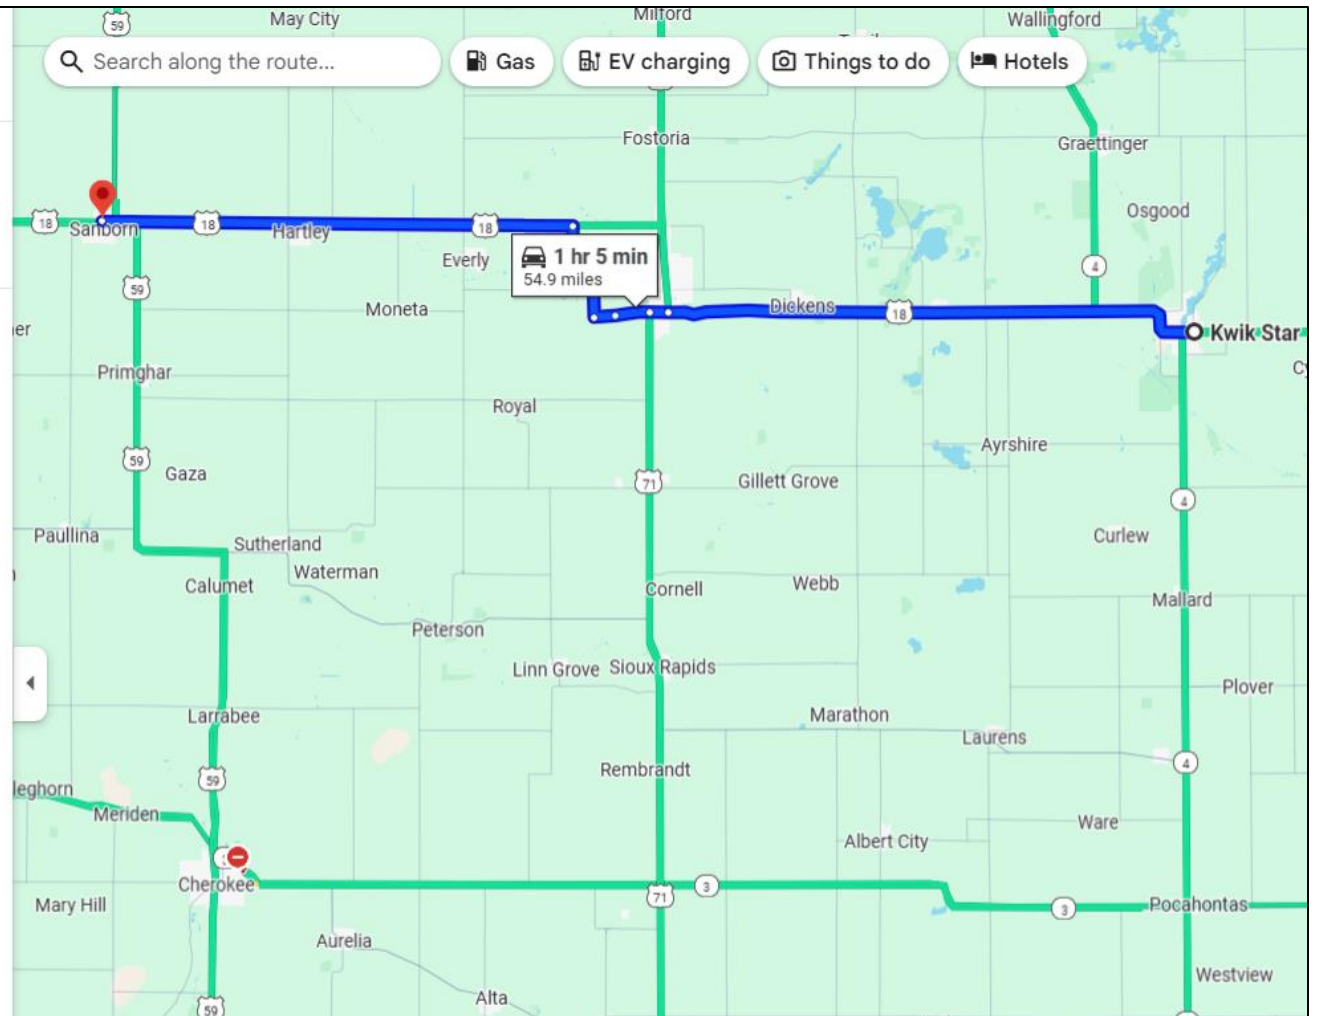 59
May City
Milford
Wallingford
Search along the route...
Gas
EV charging
Things to do
Hotels
Fostoria
Graettinger
18
Sanborn
18
Hartley
18
Osgood
Everly
1 hr 5 min
54.9 miles
4
59
Moneta
Dickens
18
Kwik Star
er
Primghar
Royal
Ayrshire
59
Gaza
71
Gillett Grove
4
Paullina
Sutherland
Curlew
Waterman
Calumet
Cornell
Webb
Mallard
Peterson
Linn Grove
Sioux Rapids
Plover
Larrabee
Marathon
Laurens
59
Rembrandt
4
leghorn
Meriden
Ware
Albert City
Cherokee
3
71
Mary Hill
3
Pocahontas
Aurelia
Westview
Alta
59